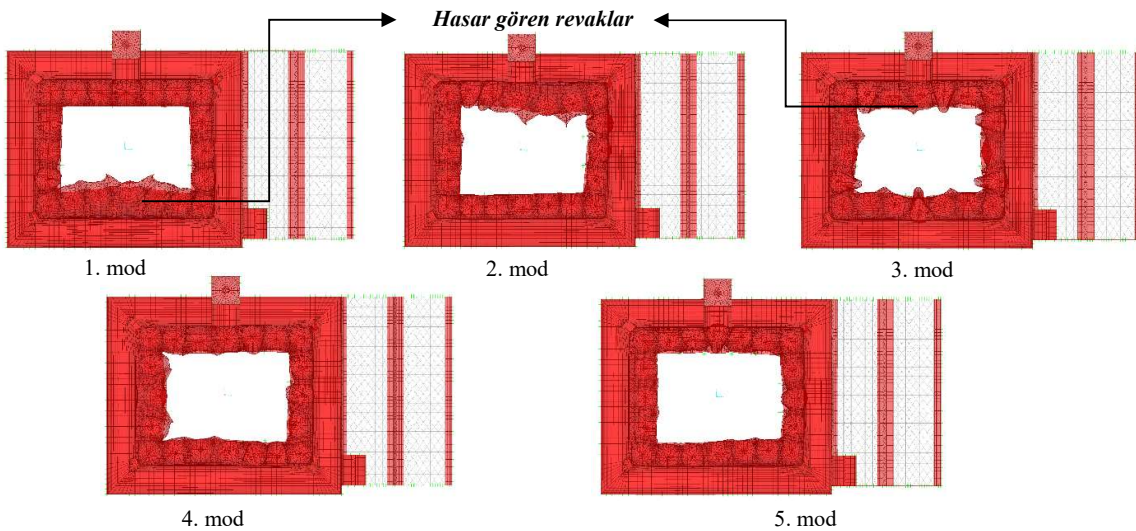 Hasar gören revaklar
1. mod
2. mod
3. mod
4. mod
5. mod